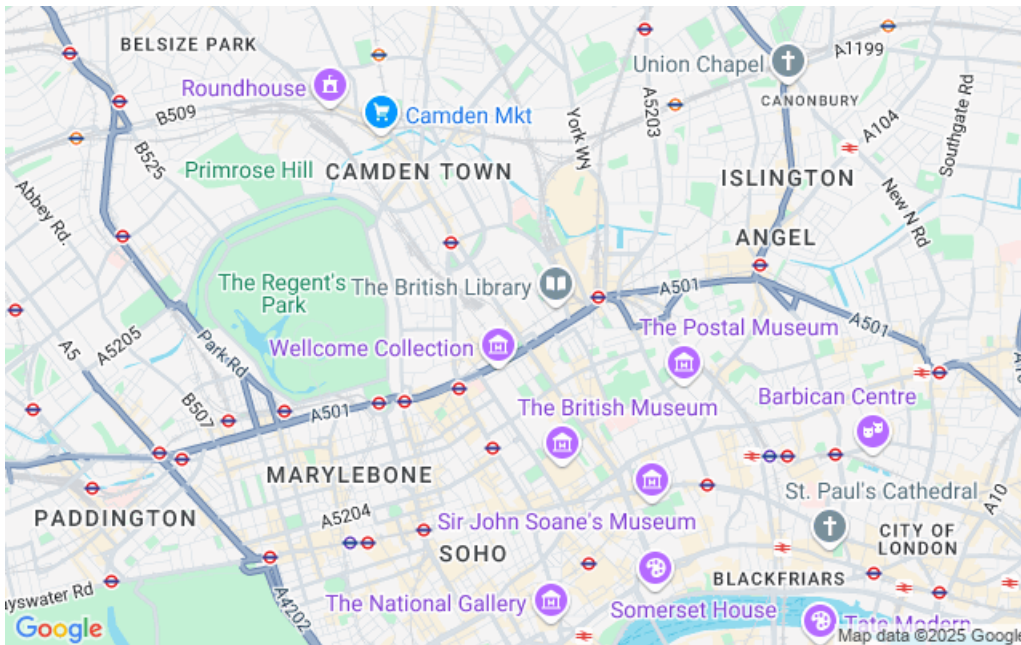 BELSIZE PARK
A1199
Union Chapel
Roundhouse
A5203
CANONBURY
B509
Camden Mkt
York WY
A104
Southgate Rd
B525
Primrose Hill
CAMDEN TOWN
ISLINGTON
Abbey Rd.
New N Rd
ANGEL
The Regent's
Park
The British Library
A501
A501
The Postal Museum
A5205
A5
Park Rd
Wellcome Collection
B507
A501
The British Museum
Barbican Centre
MARYLEBONE
St. Paul's Cathedral
A10
PADDINGTON
A5204
Sir John Soane's Museum
CITY OF
LONDON
SOHO
BLACKFRIARS
ayswater Rd
A4202
The National Gallery
Somerset House
Tate Modern
Google
Map data ©2025 Google